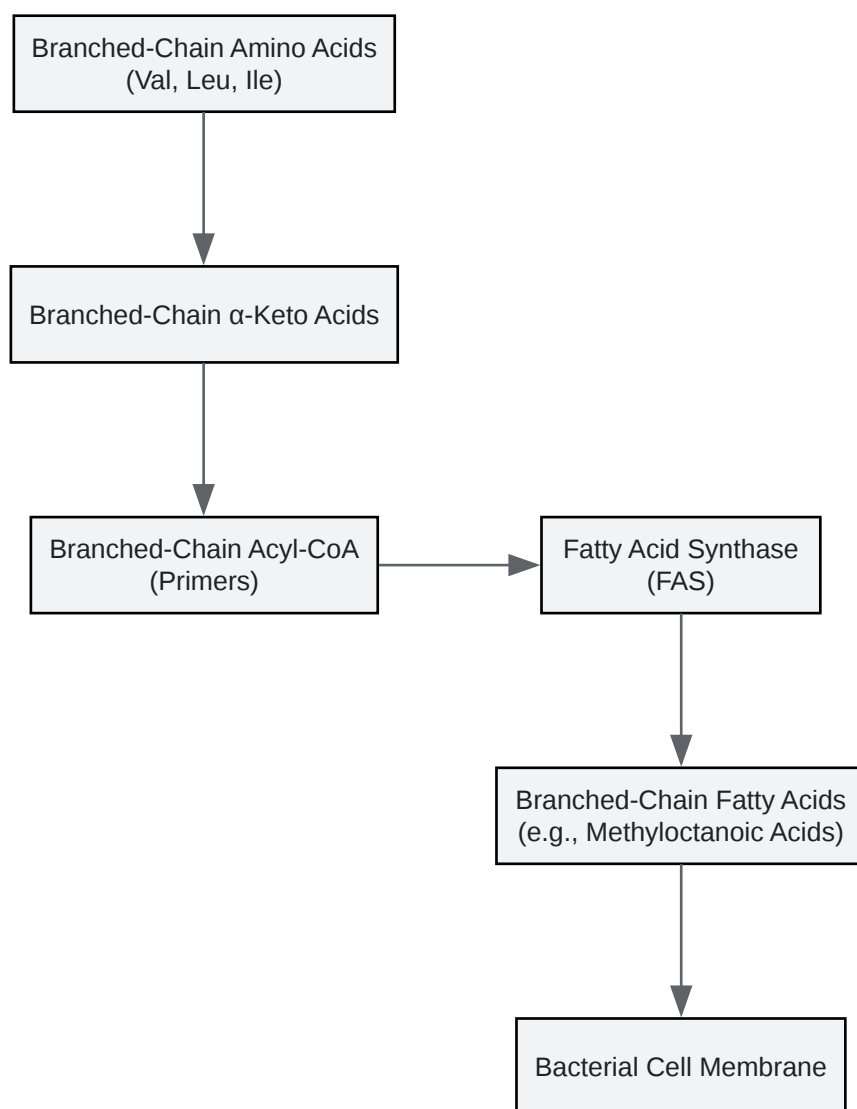 Branched-Chain Amino Acids
(Val, Leu, Ile)
Branched-Chain α-Keto Acids
Branched-Chain Acyl-CoA
(Primers)
Fatty Acid Synthase
(FAS)
Branched-Chain Fatty Acids
(e.g., Methyloctanoic Acids)
Bacterial Cell Membrane